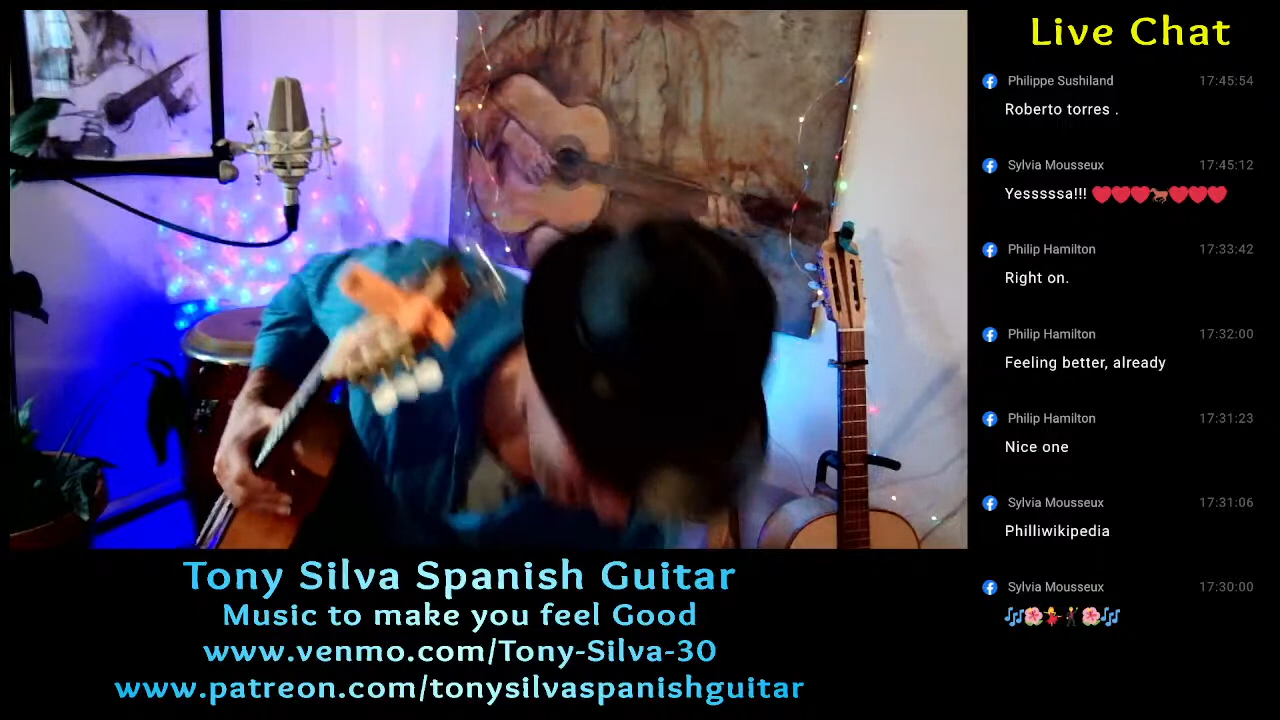 Live Chat
Philippe Sushiland 17:45:54
Roberto torres .
Sylvia Mousseux 17:45:12
Yesssssa!!! ❤️❤️❤️🐎❤️❤️❤️
Philip Hamilton 17:33:42
Right on.
Philip Hamilton 17:32:00
Feeling better, already
Philip Hamilton 17:31:23
Nice one
Sylvia Mousseux 17:31:06
Philliwikipedia
Sylvia Mousseux 17:30:00
🎶🌺💃🕺🌺🎶
Tony Silva Spanish Guitar
Music to make you feel Good
www.venmo.com/Tony-Silva-30
www.patreon.com/tonysilvaspanishguitar